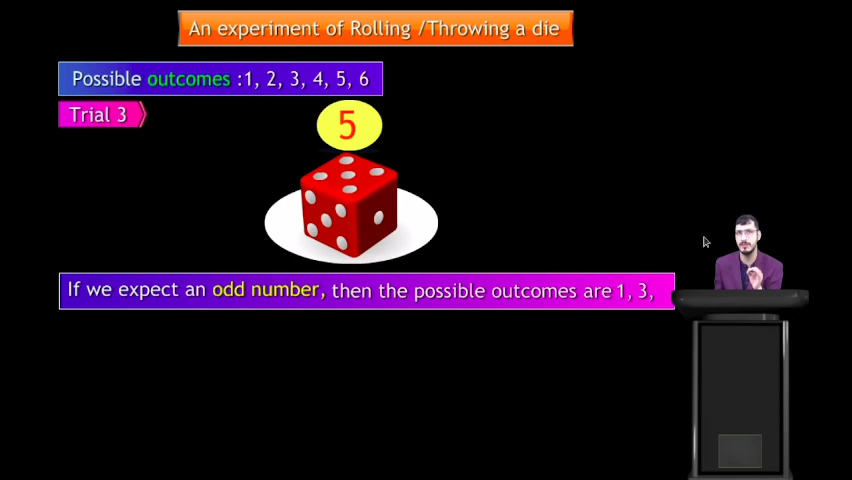 An experiment of Rolling /Throwing a die
Possible outcomes :1, 2, 3, 4, 5, 6
Trial 3
5
If we expect an odd number, then the possible outcomes are 1, 3,